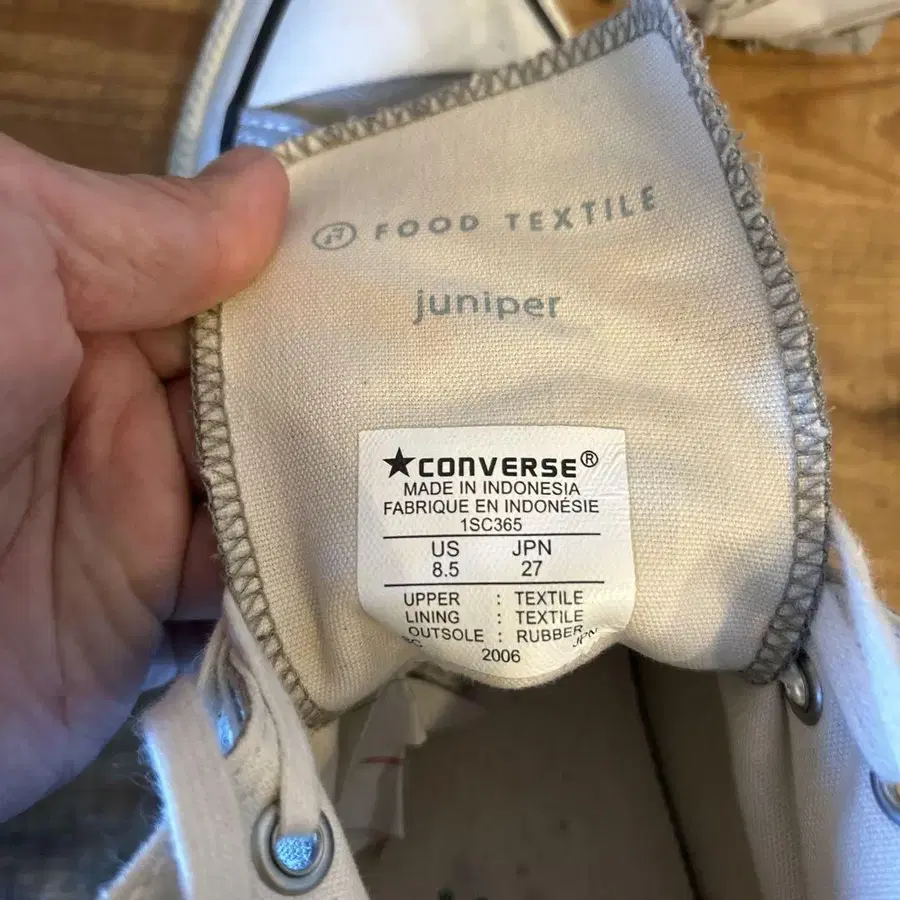 FOOD TEXTILE
juniper
★CONVERSE®
MADE IN INDONESIA
FABRIQUE EN INDONÉSIE
1SC365
US JPN
8.5 27
UPPER : TEXTILE
LINING : TEXTILE
OUTSOLE : RUBBER
2006